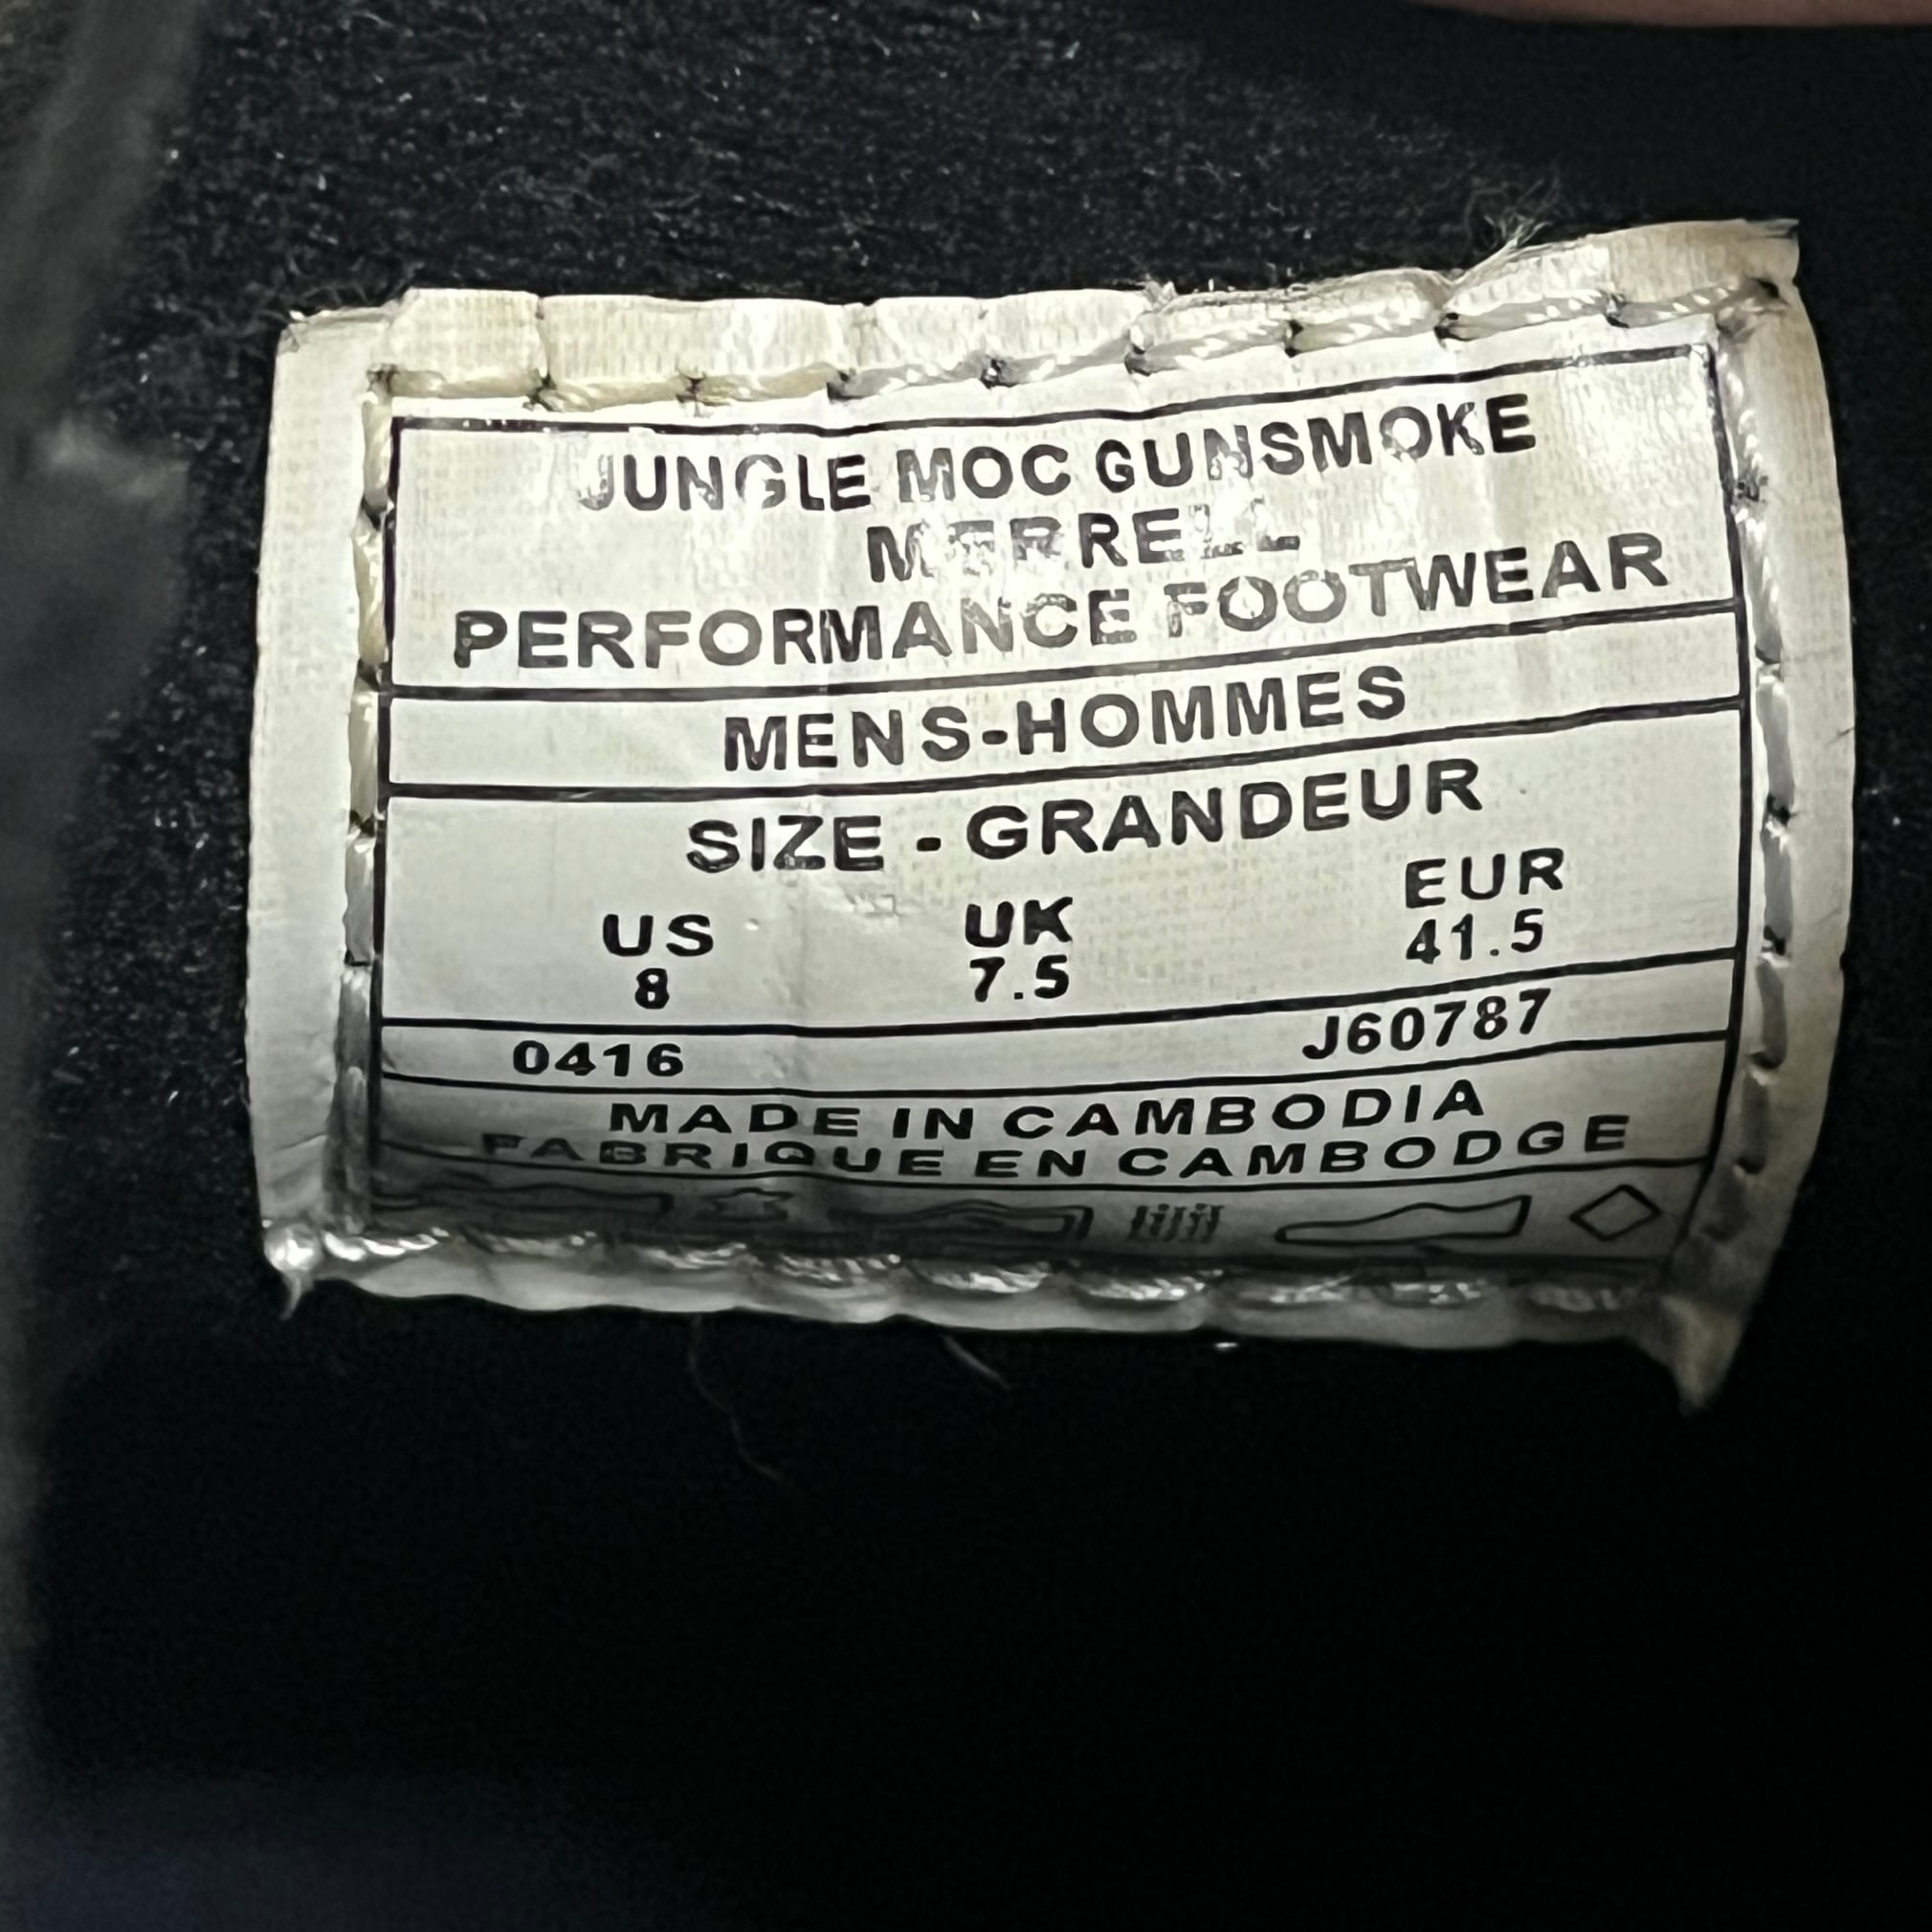 JUNGLE MOC GUNSMOKE
MERRELL
PERFORMANCE FOOTWEAR
MENS-HOMMES
SIZE - GRANDEUR
US UK EUR
8 7.5 41.5
0416 J60787
MADE IN CAMBODIA
FABRIQUE EN CAMBODGE